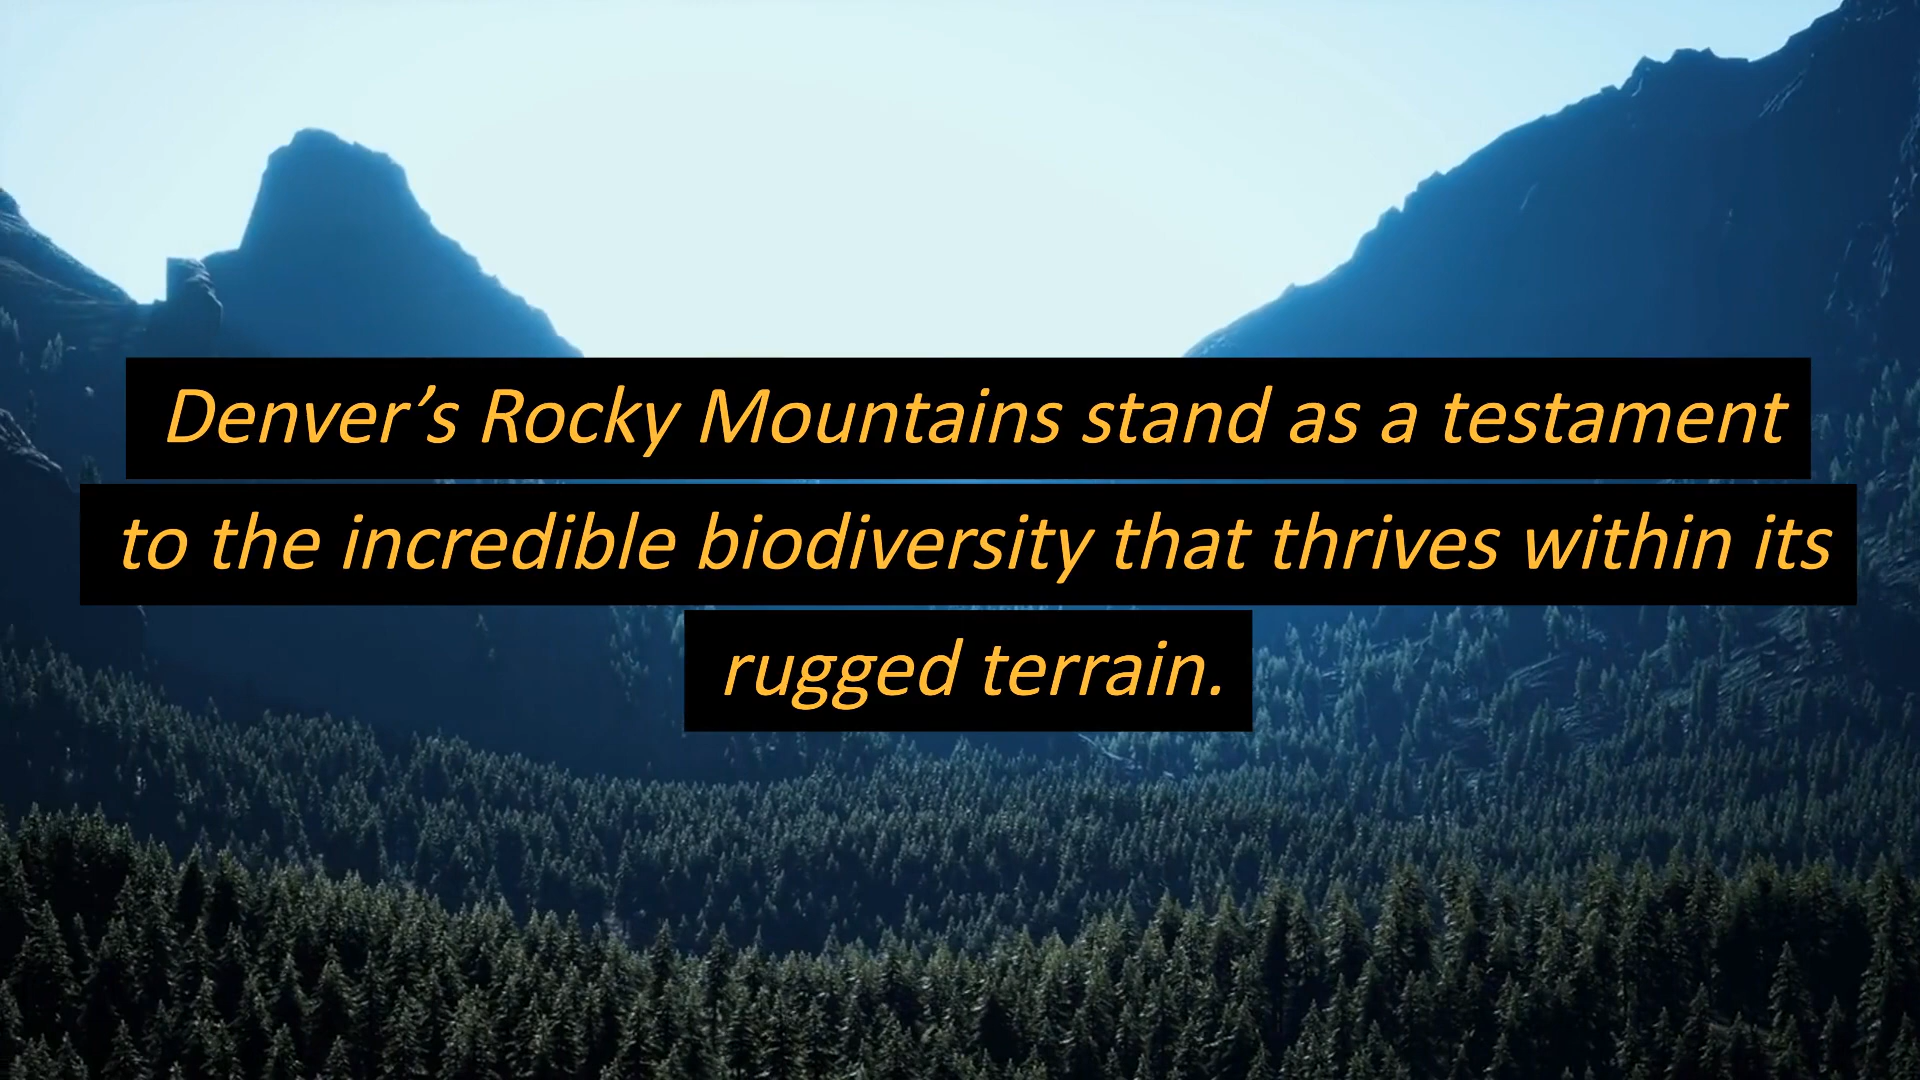 Denver’s Rocky Mountains stand as a testament
to the incredible biodiversity that thrives within its
rugged terrain.